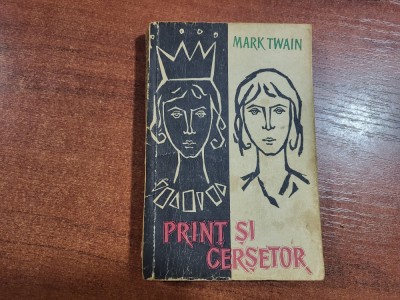 MARK TWAIN
PRINȚ ȘI
CERȘETOR